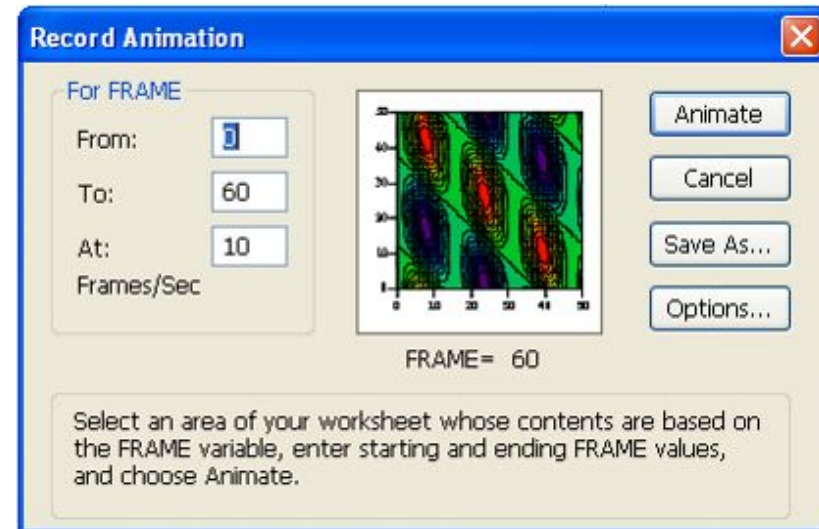 Record Animation
For FRAME
From: 0
To: 60
At: 10
Frames/Sec
Animate
Cancel
Save As...
Options...
FRAME= 60
Select an area of your worksheet whose contents are based on
the FRAME variable, enter starting and ending FRAME values,
and choose Animate.